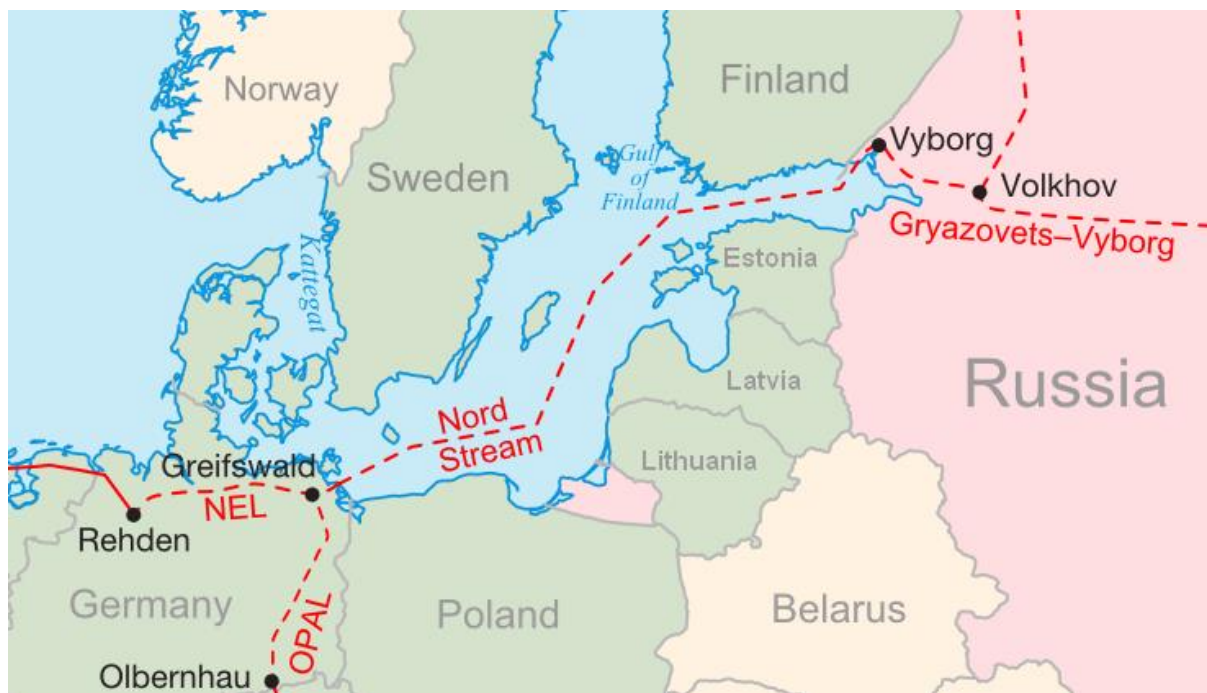 Norway
Finland
Sweden
Gulf
of
Finland
Vyborg
Volkhov
Gryazovets–Vyborg
Kattegat
Estonia
Russia
Latvia
Nord
Stream
Lithuania
Greifswald
NEL
Rehden
Germany
OPAL
Poland
Belarus
Olbernhau